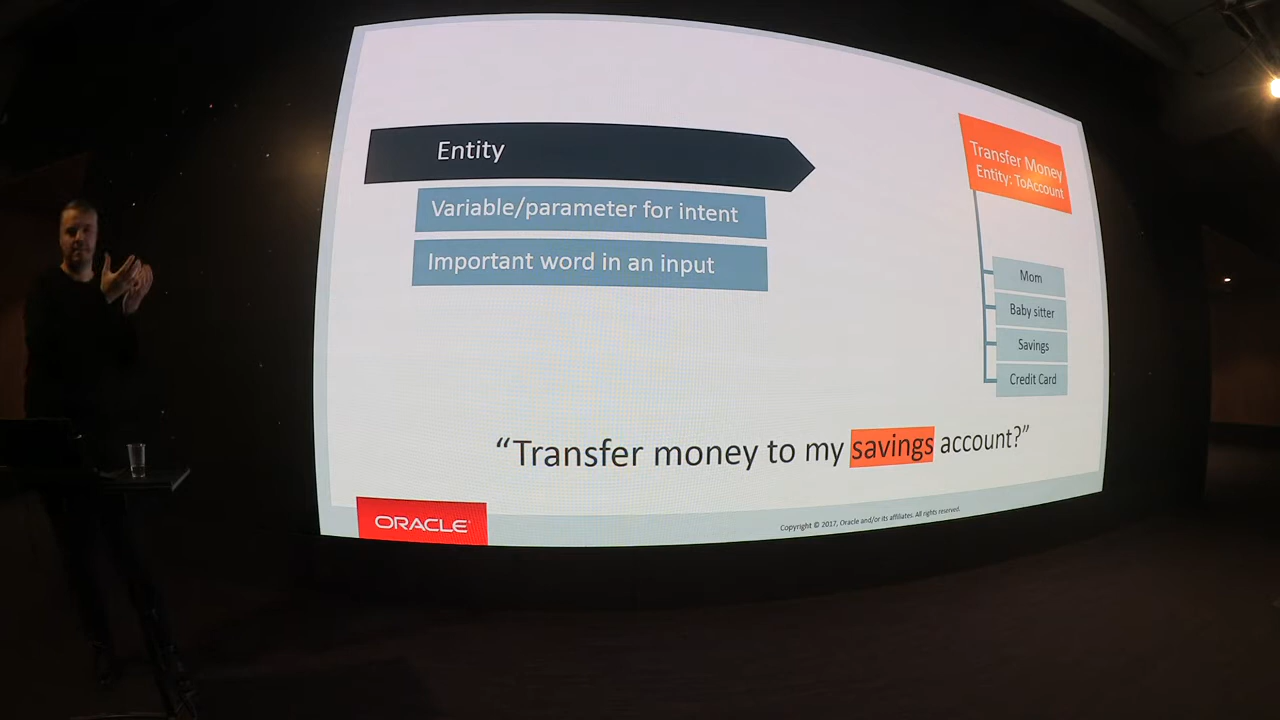 Entity
Variable/parameter for intent
Important word in an input
Transfer Money
Entity: ToAccount
Mom
Baby sitter
Savings
Credit Card
“Transfer money to my savings account?”
ORACLE
Copyright © 2017, Oracle and/or its affiliates. All rights reserved.